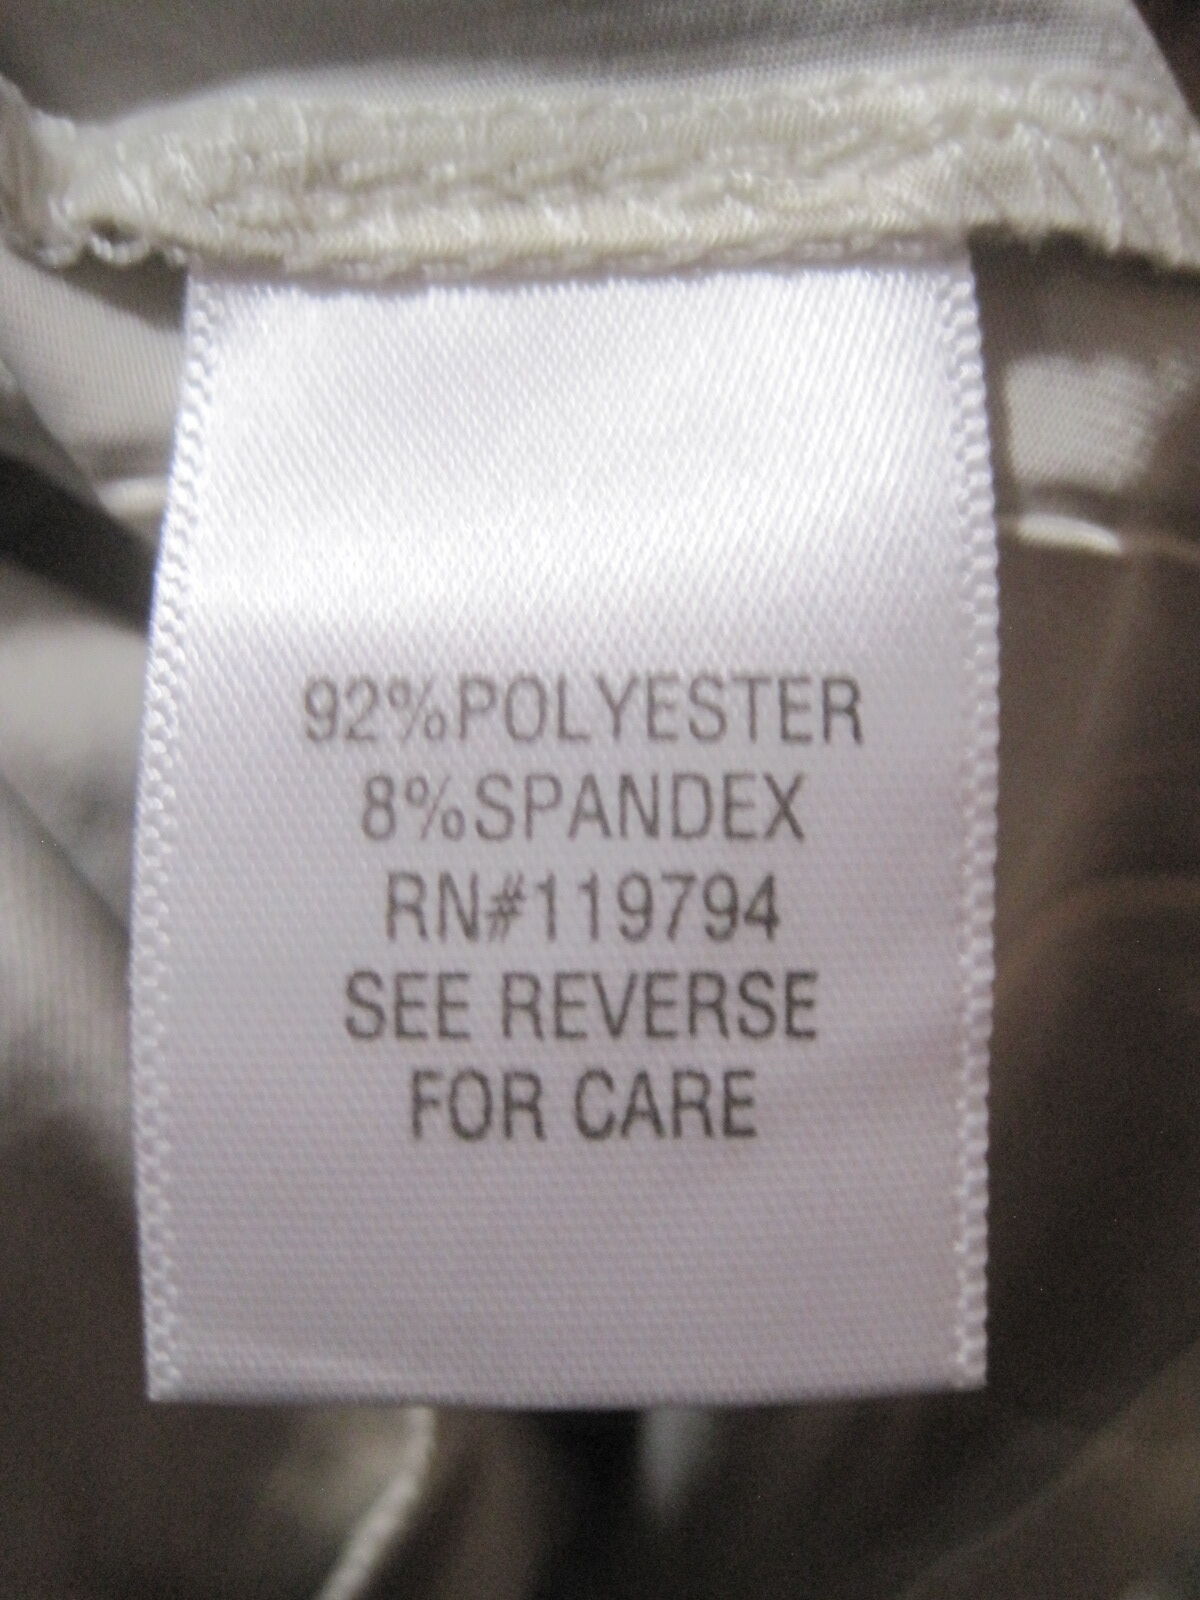 92%POLYESTER
8%SPANDEX
RN#119794
SEE REVERSE
FOR CARE